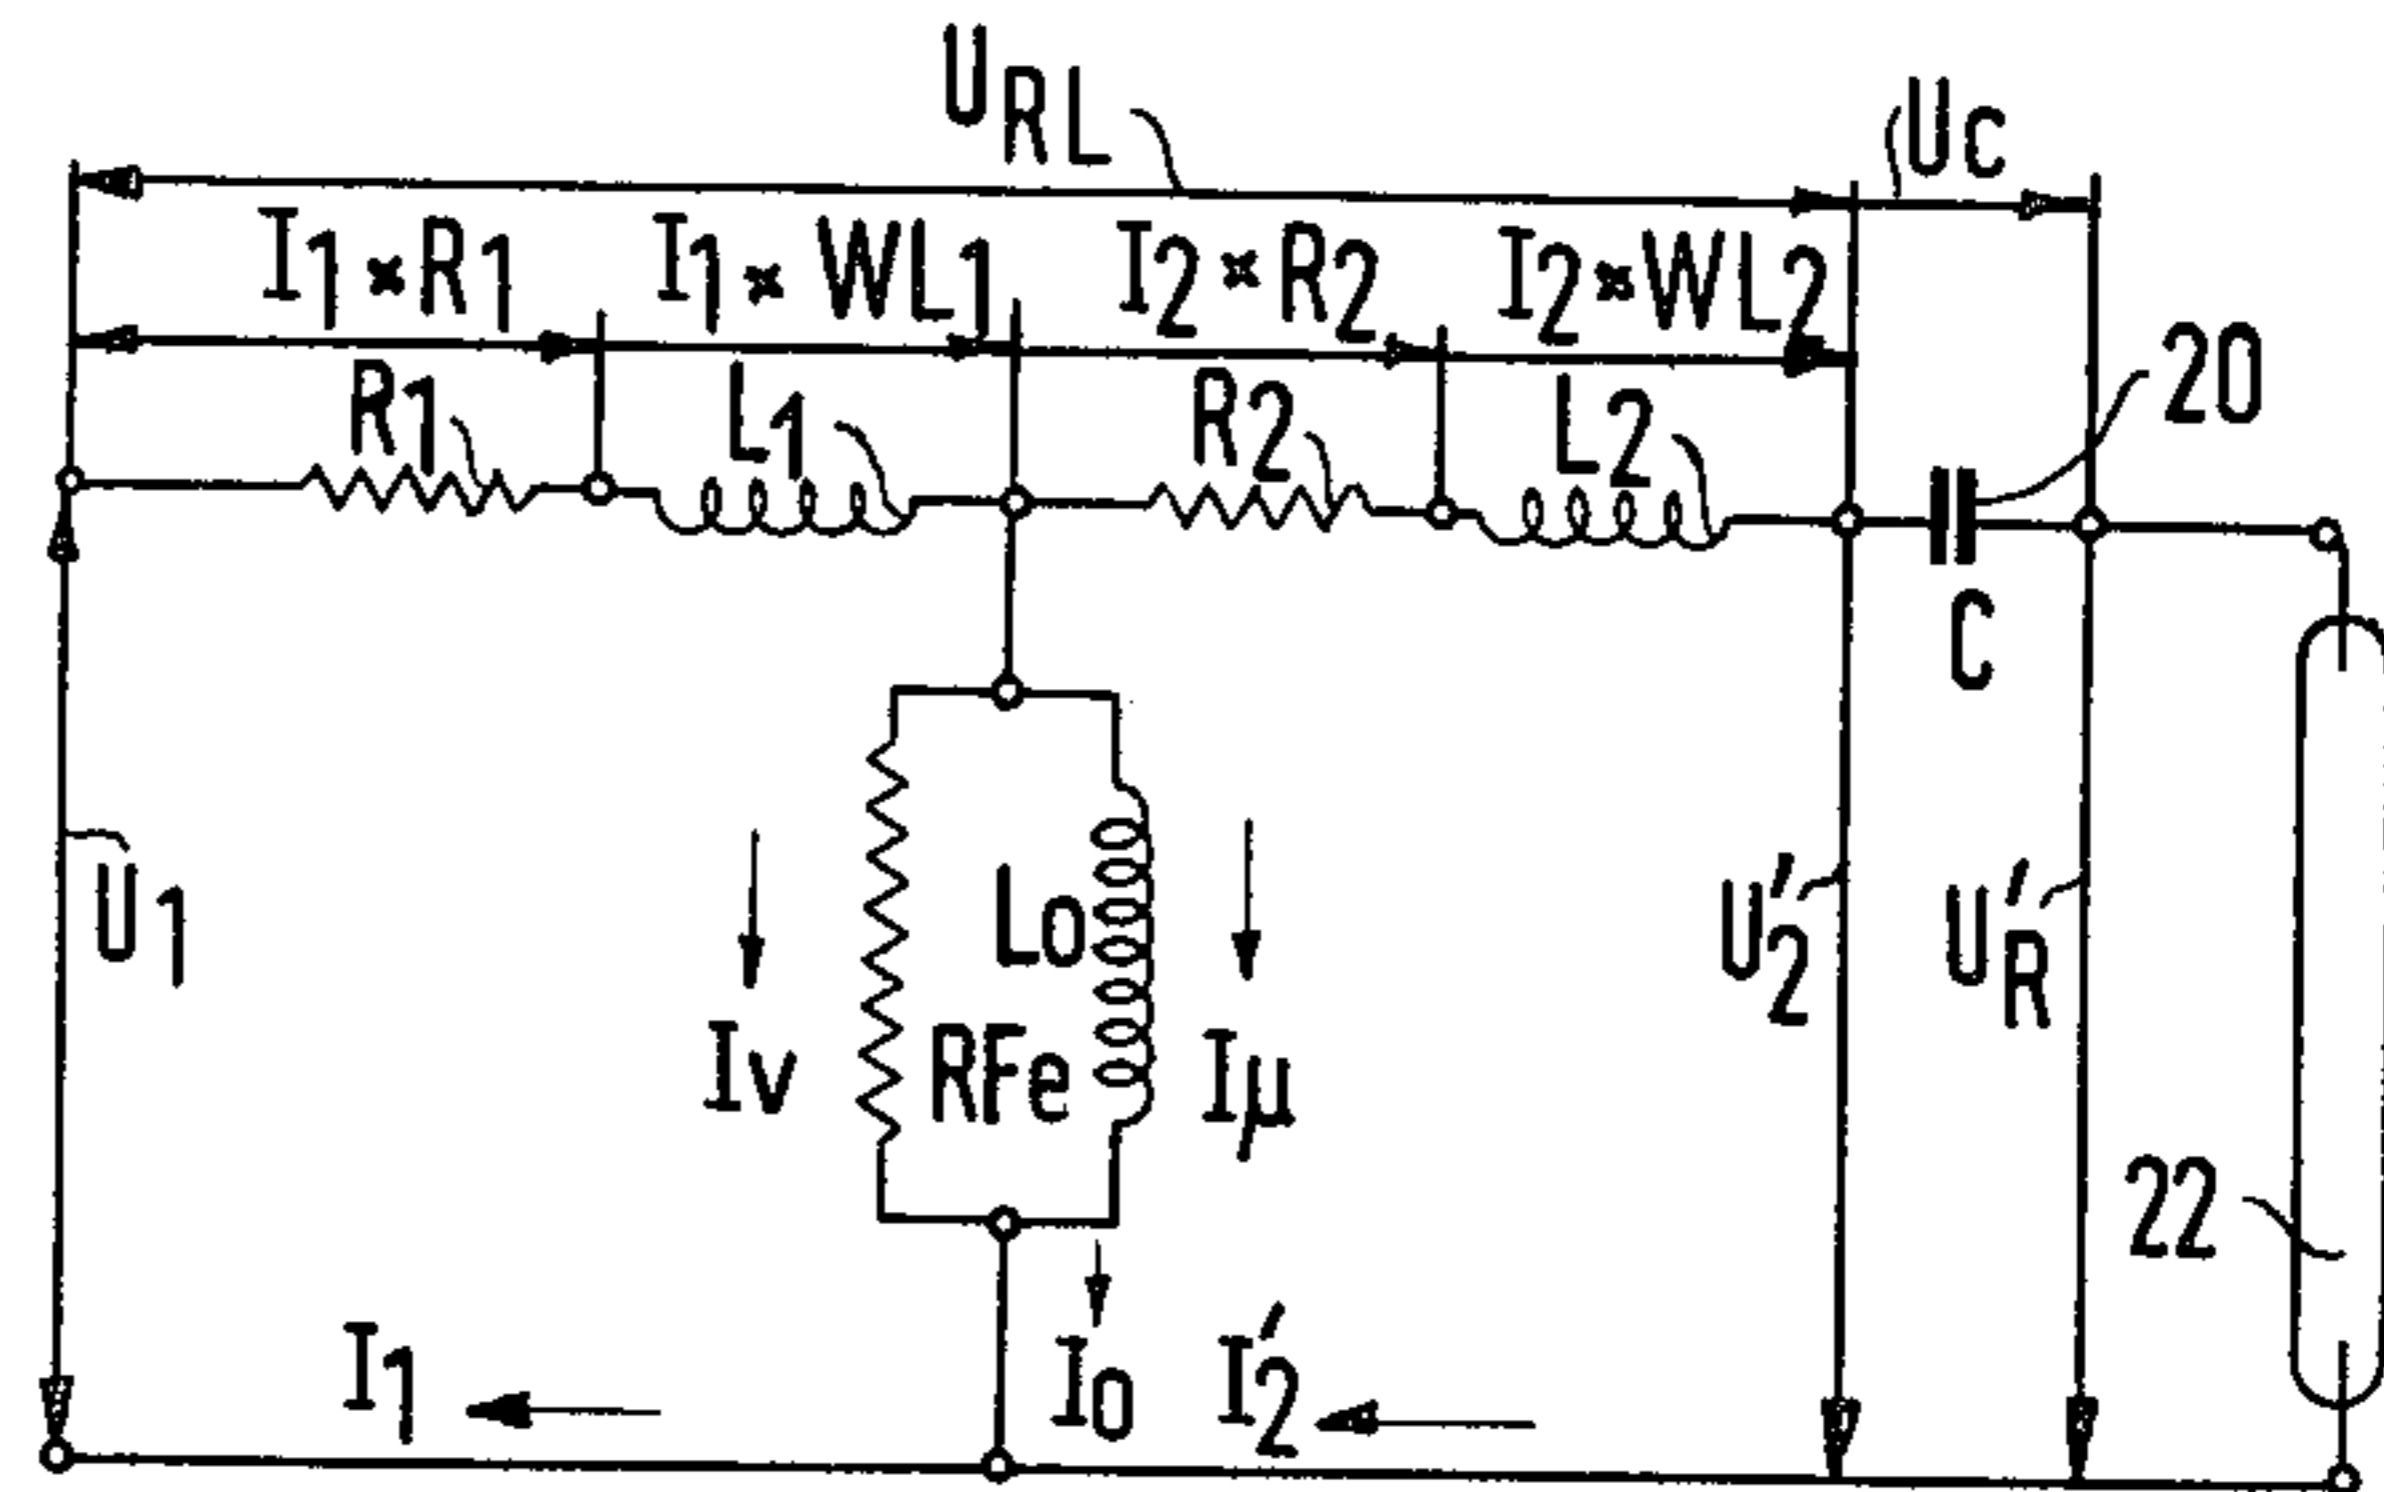 URL
UC
I1 × R1 I1 × WL1 I2 × R2 I2 × WL2
20
R1 L1 R2 L2
C
U1
Lo
U'2 U'R
Iv RFe Iμ
22
I1 Io I'2